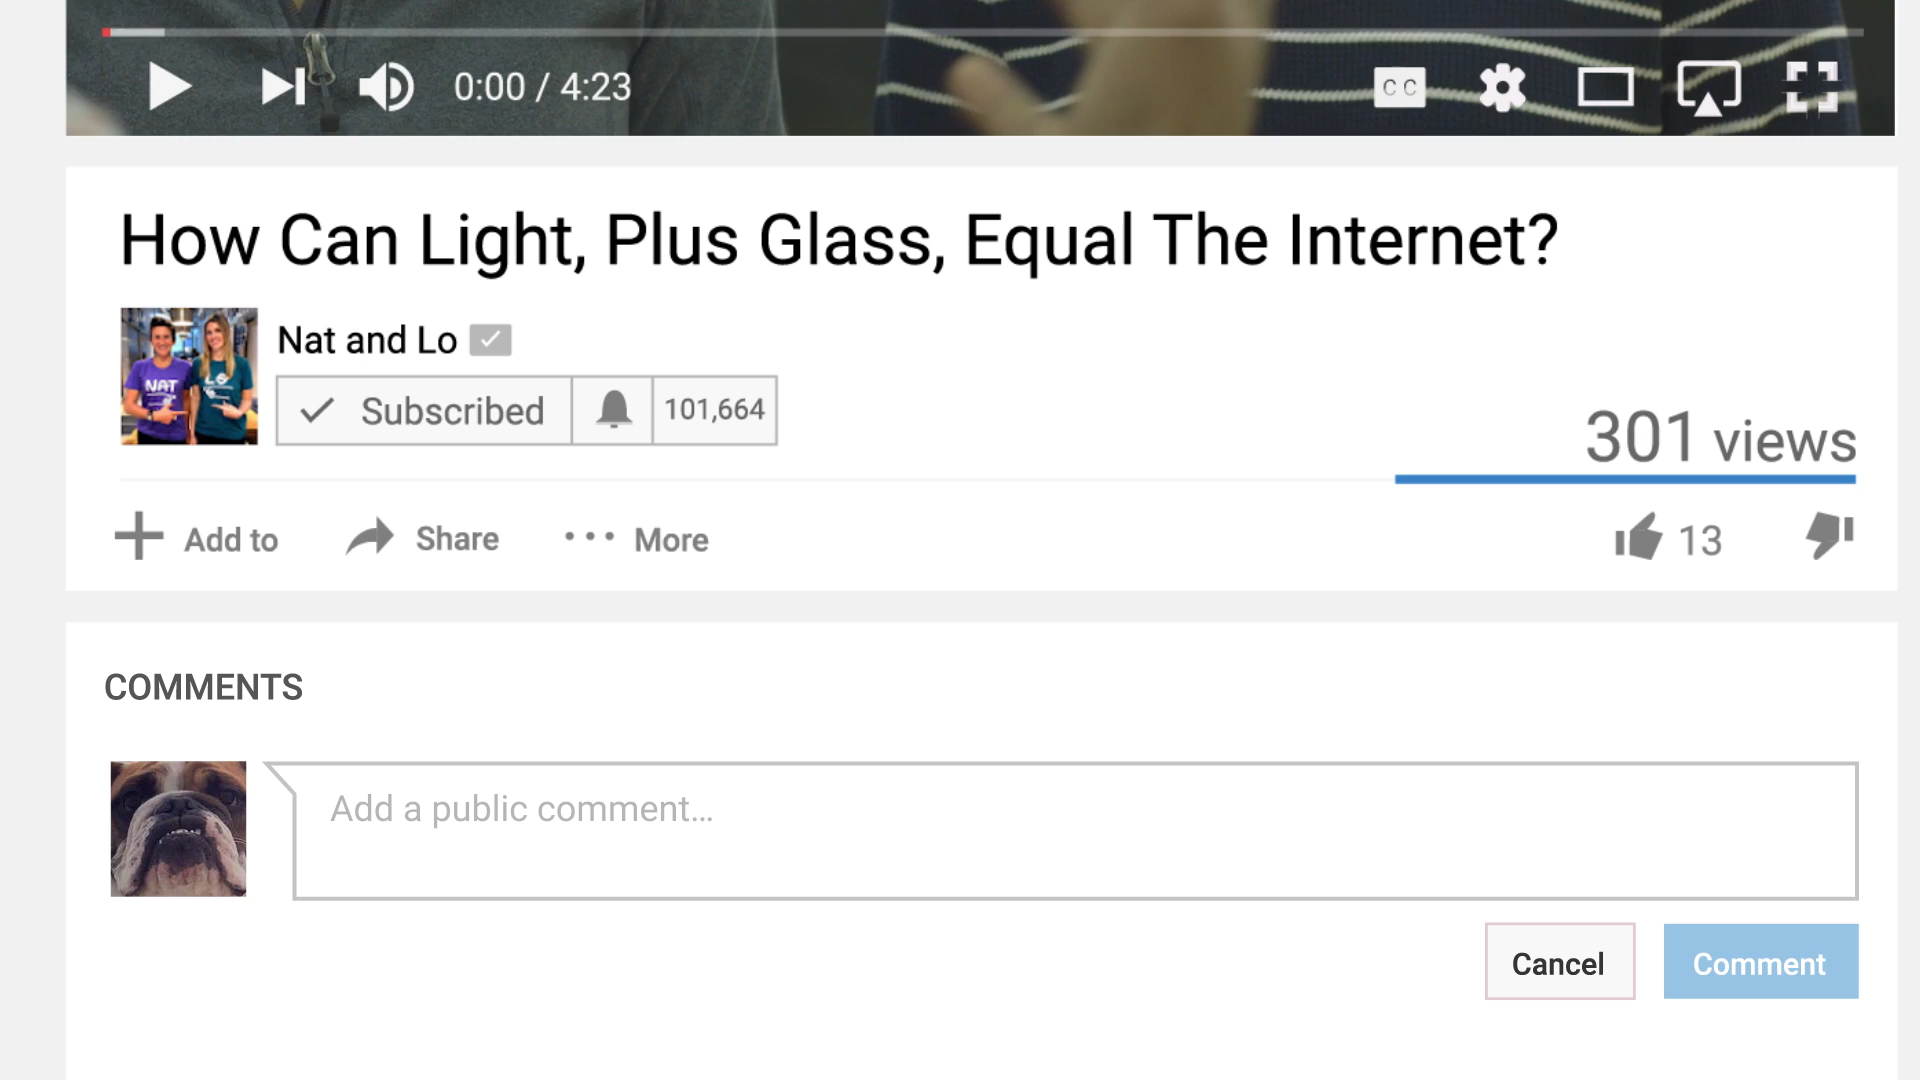 0:00 / 4:23
CC
How Can Light, Plus Glass, Equal The Internet?
NAT
LO
Nat and Lo
Subscribed
101,664
301 views
Add to
Share
More
13
COMMENTS
Add a public comment...
Cancel
Comment